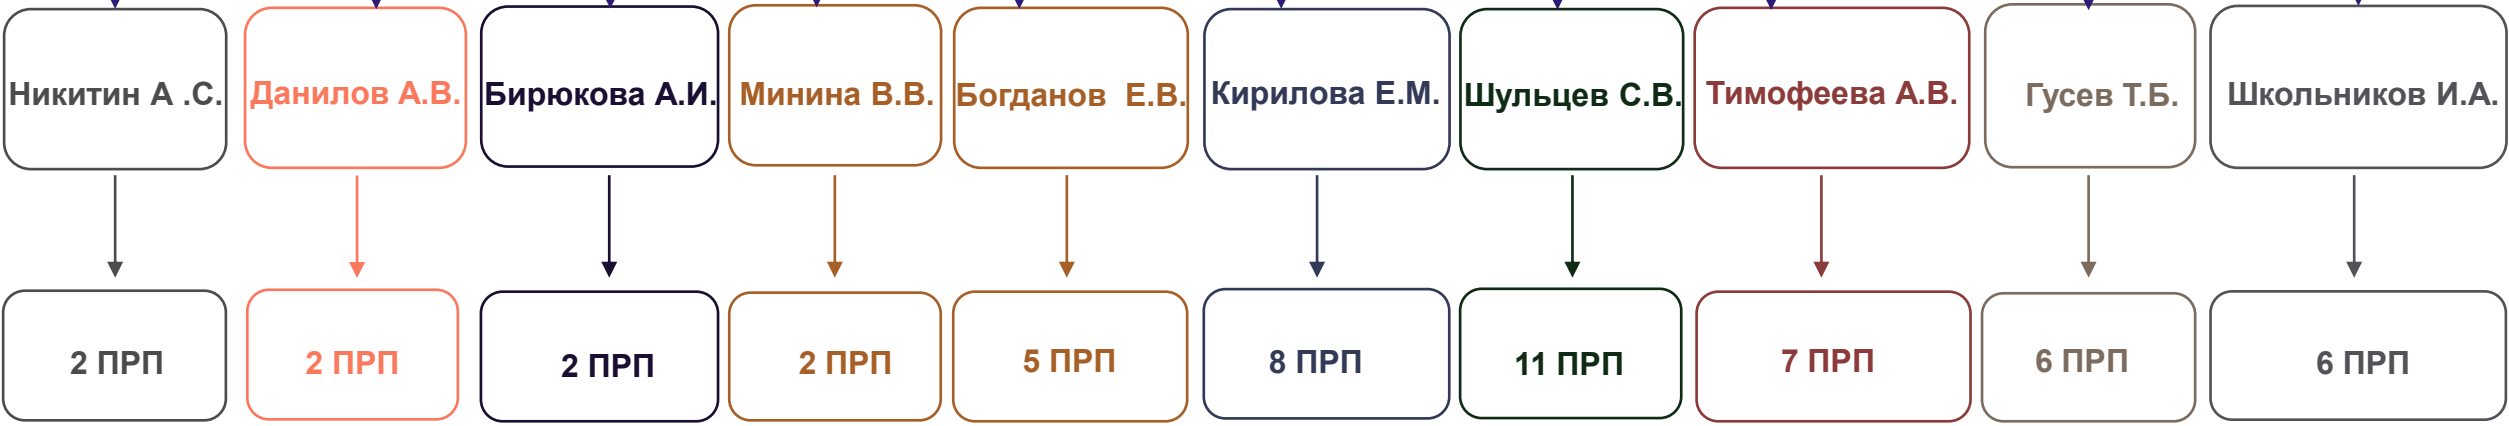 Никитин А .С.
Данилов А.В.
Бирюкова А.И.
Минина В.В.
Богданов  Е.В.
Кирилова Е.М.
Шульцев С.В.
Тимофеева А.В.
Гусев Т.Б.
Школьников И.А.
2 ПРП
2 ПРП
2 ПРП
2 ПРП
5 ПРП
8 ПРП
11 ПРП
7 ПРП
6 ПРП
6 ПРП